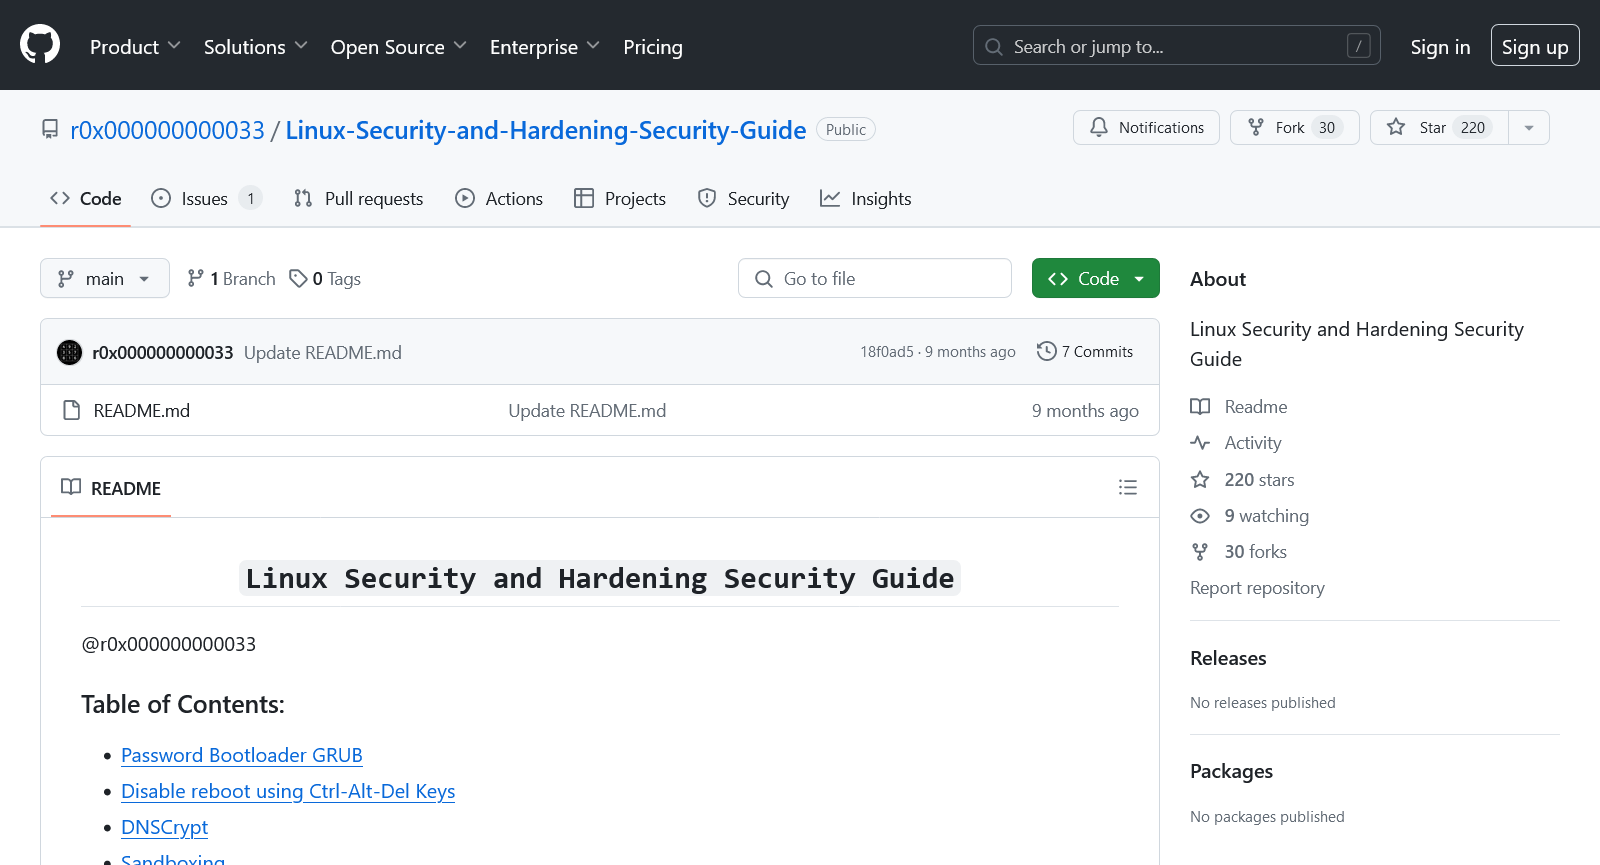 Product Solutions Open Source Enterprise Pricing Search or jump to... / Sign in Sign up
r0x000000000033 / Linux-Security-and-Hardening-Security-Guide Public Notifications Fork 30 Star 220
Code Issues 1 Pull requests Actions Projects Security Insights
main 1 Branch 0 Tags Go to file Code
r0x000000000033 Update README.md 18f0ad5 · 9 months ago 7 Commits
README.md Update README.md 9 months ago
README
Linux Security and Hardening Security Guide
@r0x000000000033
Table of Contents:
Password Bootloader GRUB
Disable reboot using Ctrl-Alt-Del Keys
DNSCrypt
Sandboxing
About
Linux Security and Hardening Security
Guide
Readme
Activity
220 stars
9 watching
30 forks
Report repository
Releases
No releases published
Packages
No packages published